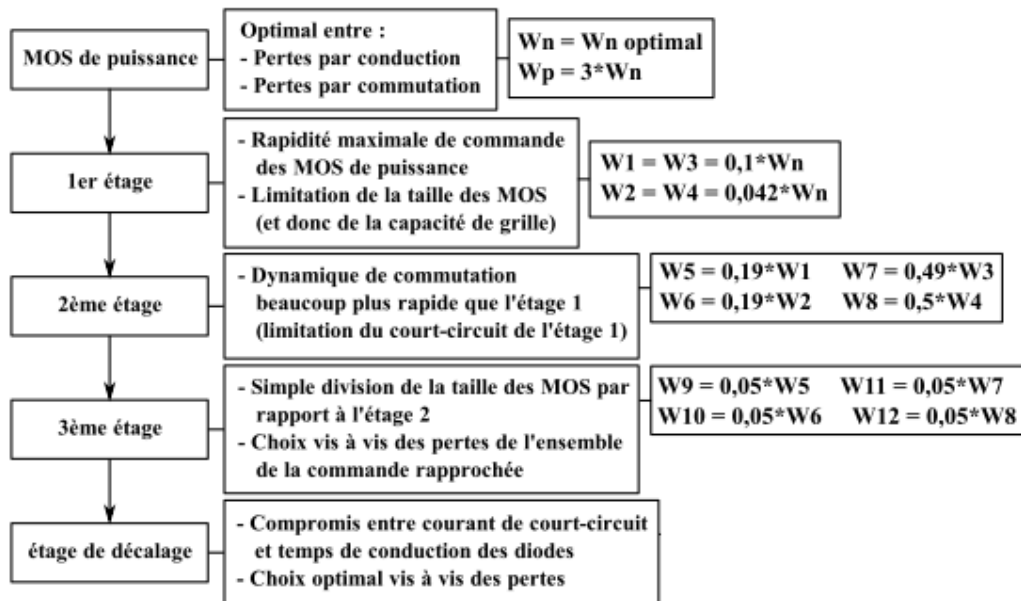 MOS de puissance
Optimal entre :
- Pertes par conduction
- Pertes par commutation
Wn = Wn optimal
Wp = 3*Wn
1er étage
- Rapidité maximale de commande
des MOS de puissance
- Limitation de la taille des MOS
(et donc de la capacité de grille)
W1 = W3 = 0,1*Wn
W2 = W4 = 0,042*Wn
2ème étage
- Dynamique de commutation
beaucoup plus rapide que l'étage 1
(limitation du court-circuit de l'étage 1)
W5 = 0,19*W1 W7 = 0,49*W3
W6 = 0,19*W2 W8 = 0,5*W4
3ème étage
- Simple division de la taille des MOS par
rapport à l'étage 2
- Choix vis à vis des pertes de l'ensemble
de la commande rapprochée
W9 = 0,05*W5 W11 = 0,05*W7
W10 = 0,05*W6 W12 = 0,05*W8
étage de décalage
- Compromis entre courant de court-circuit
et temps de conduction des diodes
- Choix optimal vis à vis des pertes